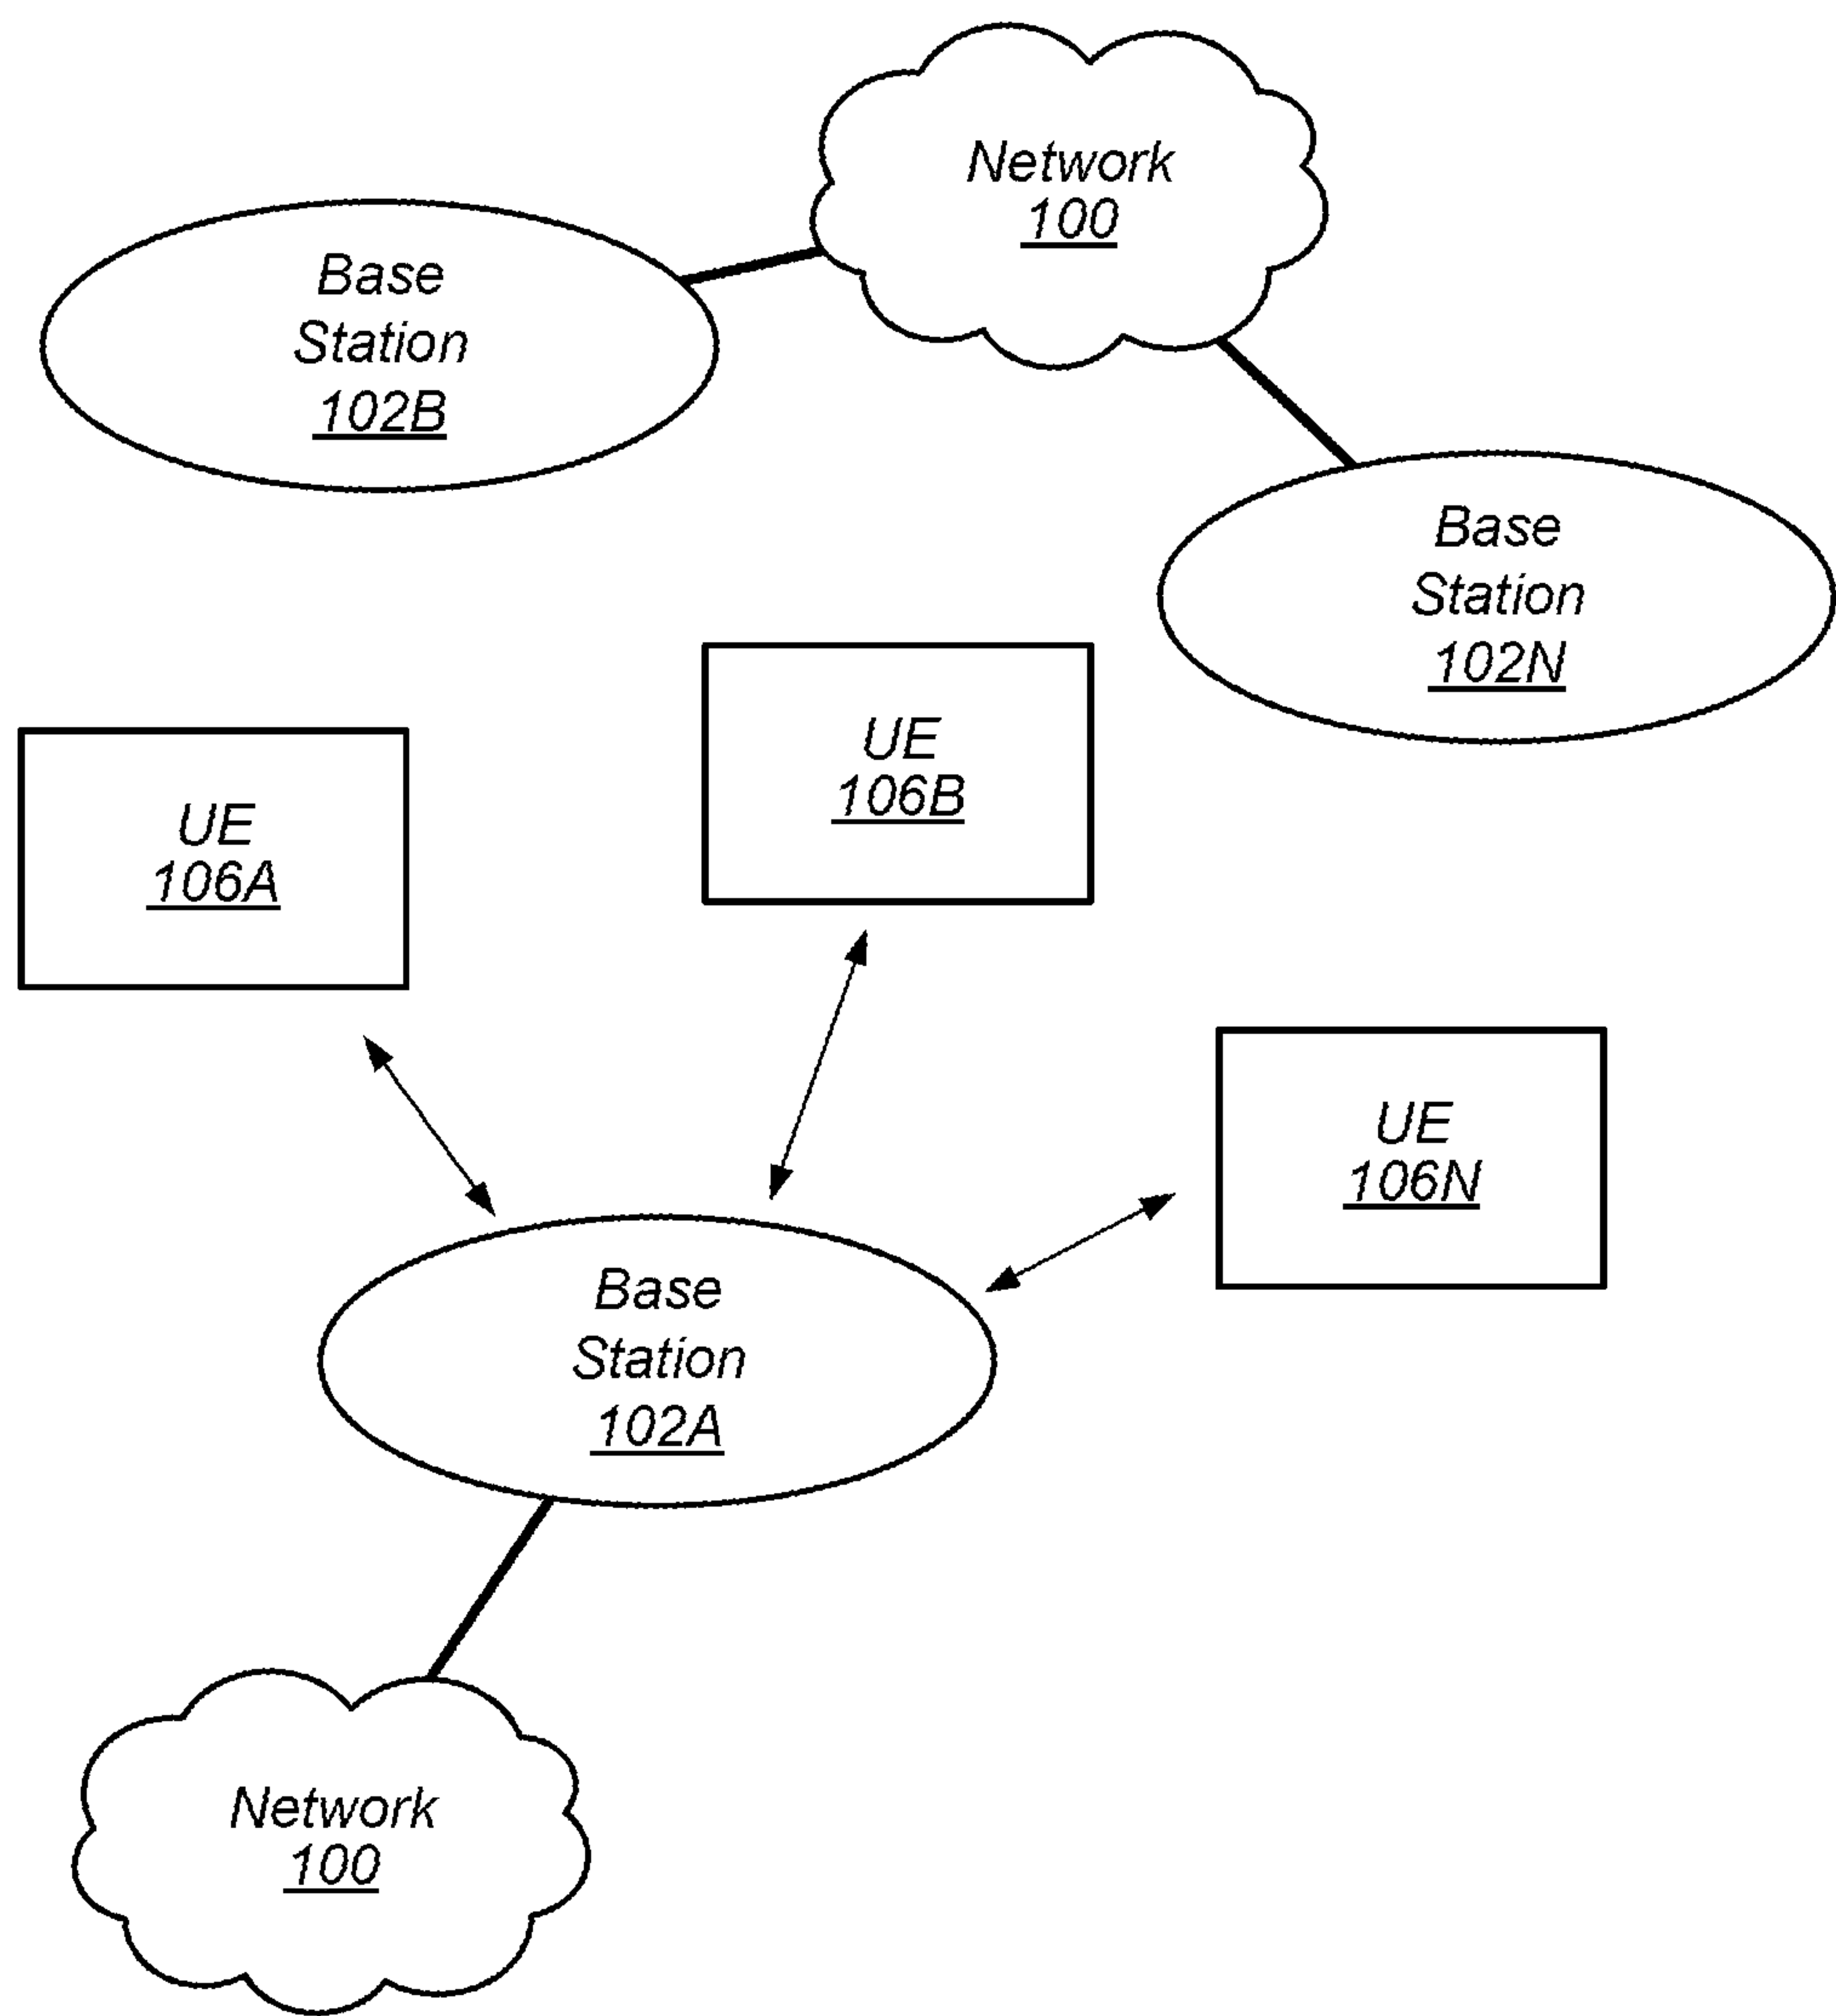 Network
100
Base
Station
102B
Base
Station
102N
UE
106B
UE
106A
UE
106N
Base
Station
102A
Network
100